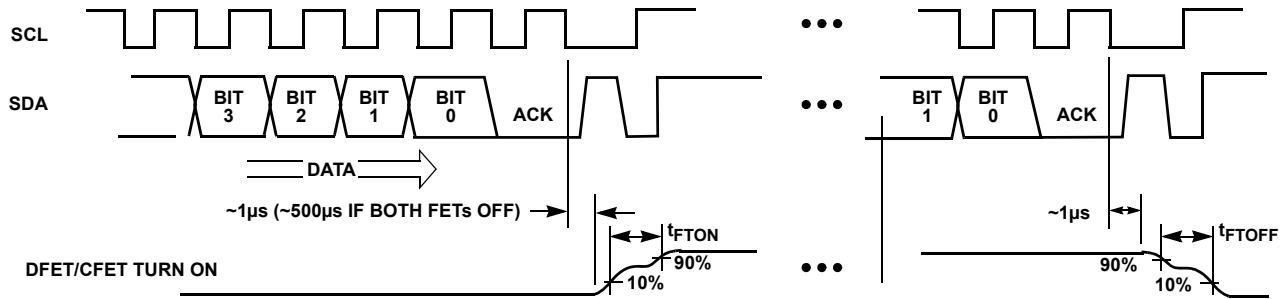 SCL
SDA
BIT 3
BIT 2
BIT 1
BIT 0
ACK
BIT 1
BIT 0
ACK
DATA
~1µs (~500µs IF BOTH FETs OFF)
~1µs
tFTON
tFTOFF
DFET/CFET TURN ON
90%
10%
90%
10%